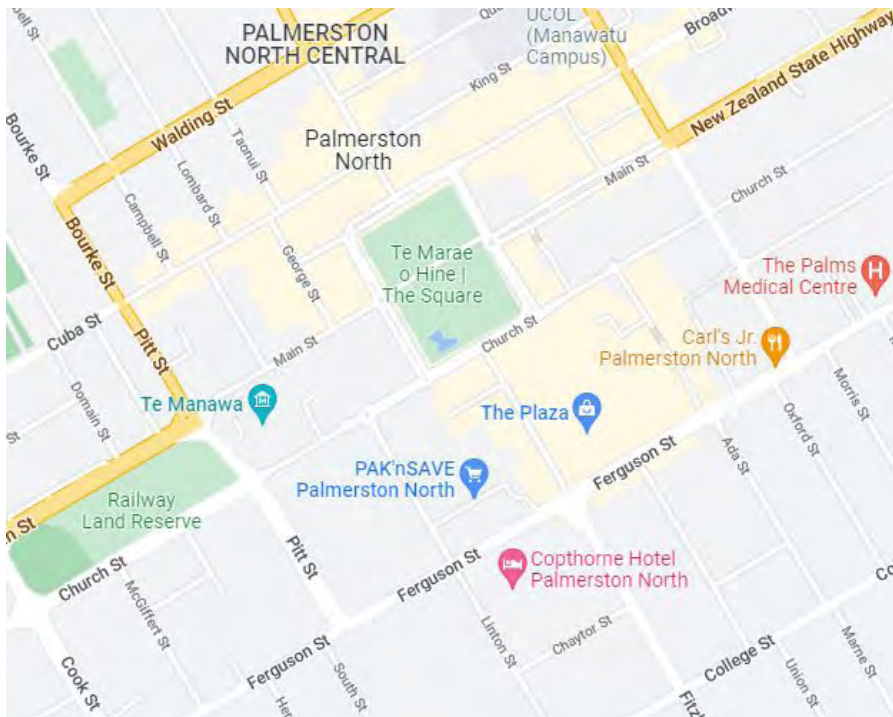 PALMERSTON
NORTH CENTRAL
UCOL
(Manawatu
Campus)
Broadw
New Zealand State Highway
King St
Walding St
Bourke St
Taonui St
Lombard St
Campbell St
Palmerston
North
Main St
Church St
Bourke St
George St
Te Marae
o Hine |
The Square
The Palms
Medical Centre
Cuba St
Pitt St
Main St
Church St
Carl's Jr.
Palmerston North
Te Manawa
The Plaza
Domain St
Morris St
Oxford St
Ada St
PAK'nSAVE
Palmerston North
Ferguson St
Railway
Land Reserve
n St
St
Church St
Pitt St
Ferguson St
Copthorne Hotel
Palmerston North
McGiffert St
Linton St
Chaytor St
College St
Cook St
Ferguson St
South St
Union St
Marne St